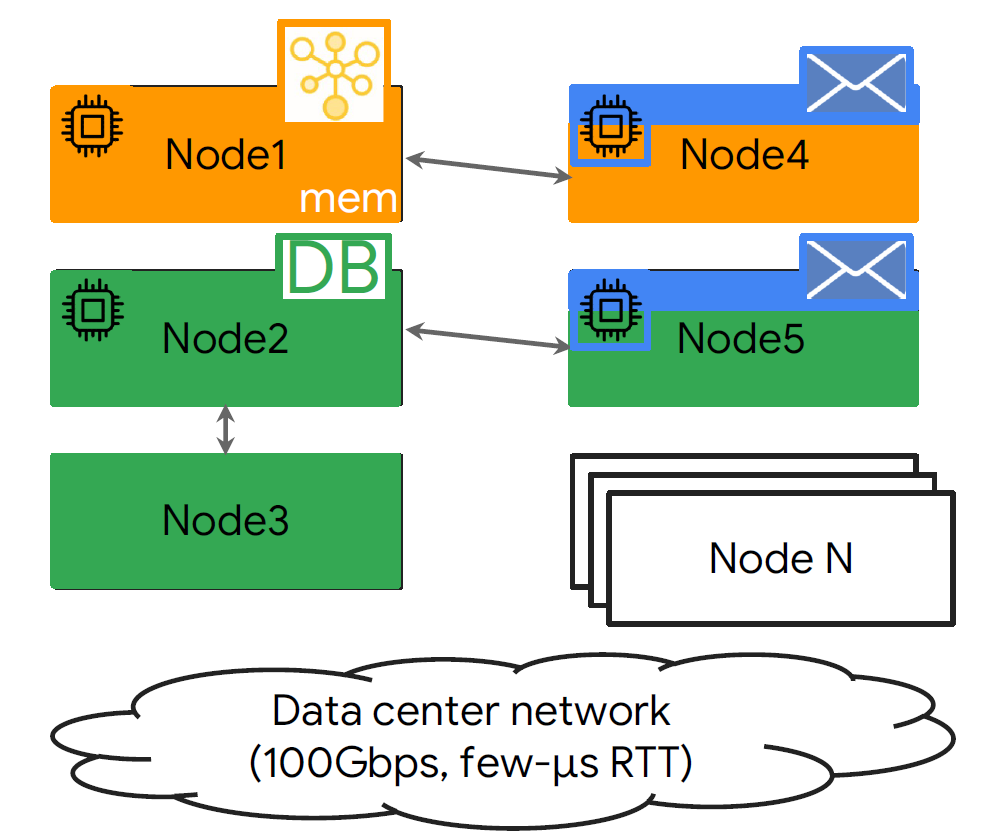 Node1
mem
Node4
DB
Node2
Node5
Node3
Node N
Data center network
(100Gbps, few-µs RTT)